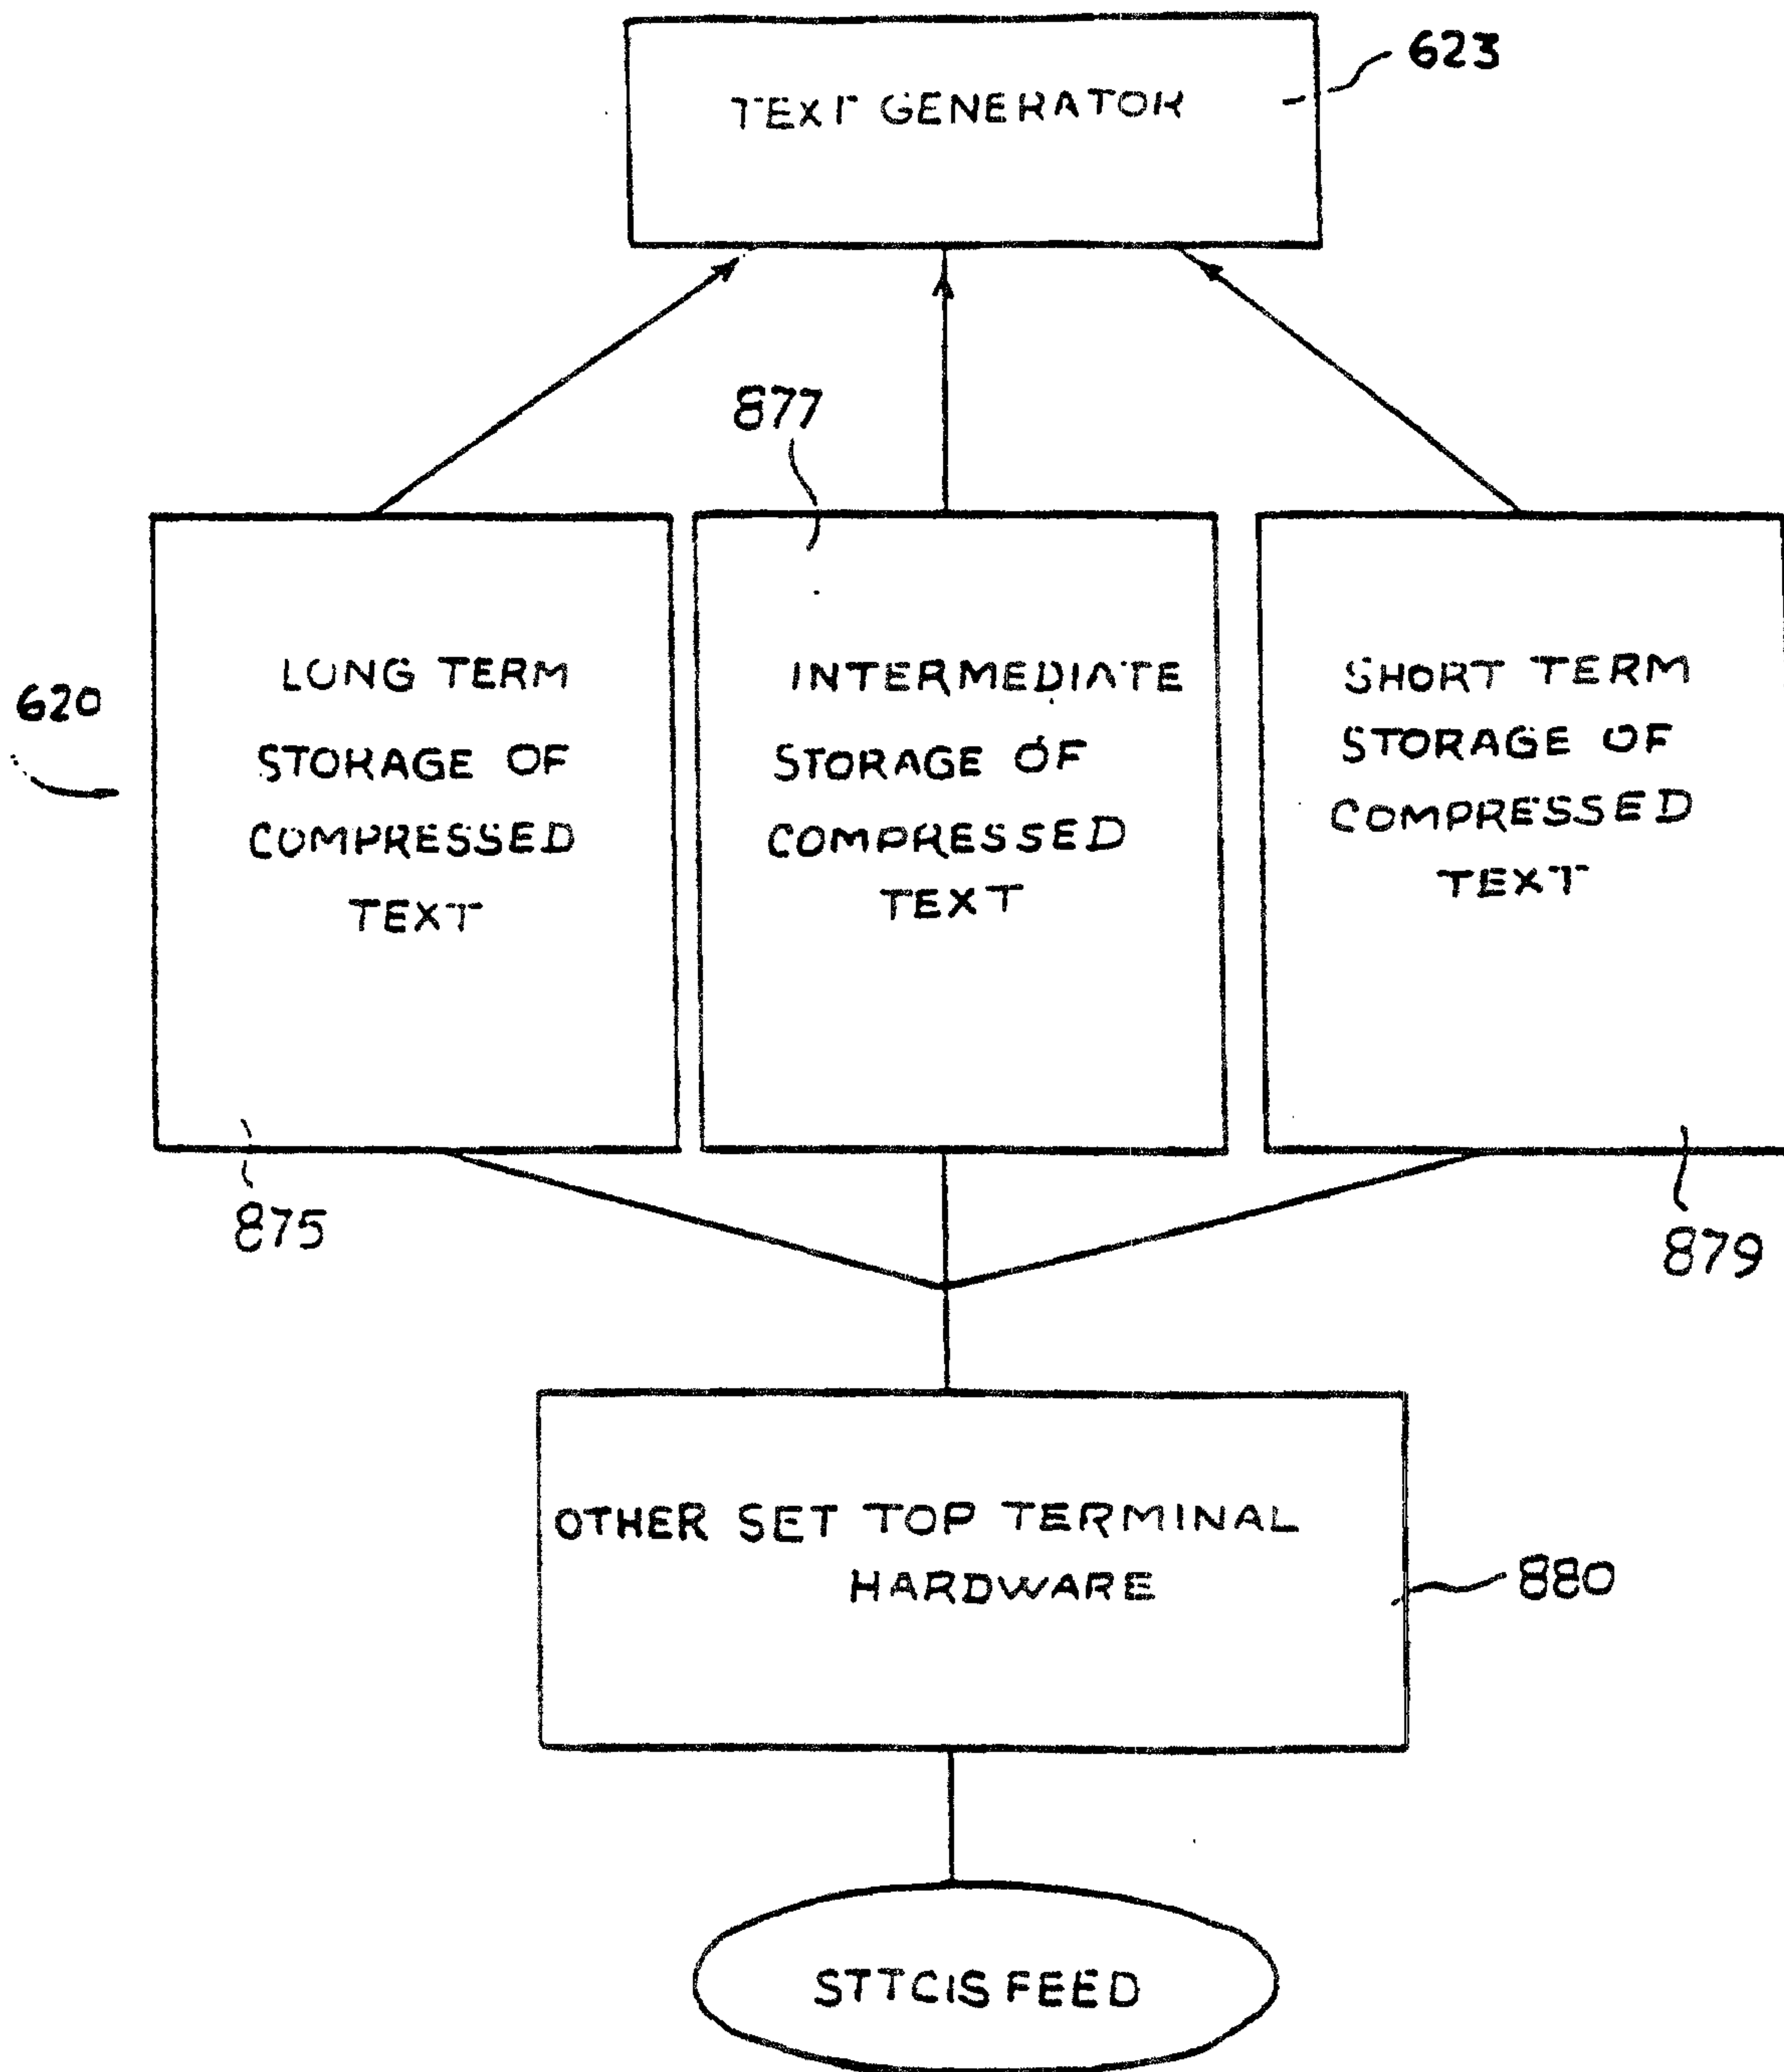 623
TEXT GENERATOR
877
620
LONG TERM
STORAGE OF
COMPRESSED
TEXT
INTERMEDIATE
STORAGE OF
COMPRESSED
TEXT
SHORT TERM
STORAGE OF
COMPRESSED
TEXT
875
879
OTHER SET TOP TERMINAL
HARDWARE
880
STTCIS FEED